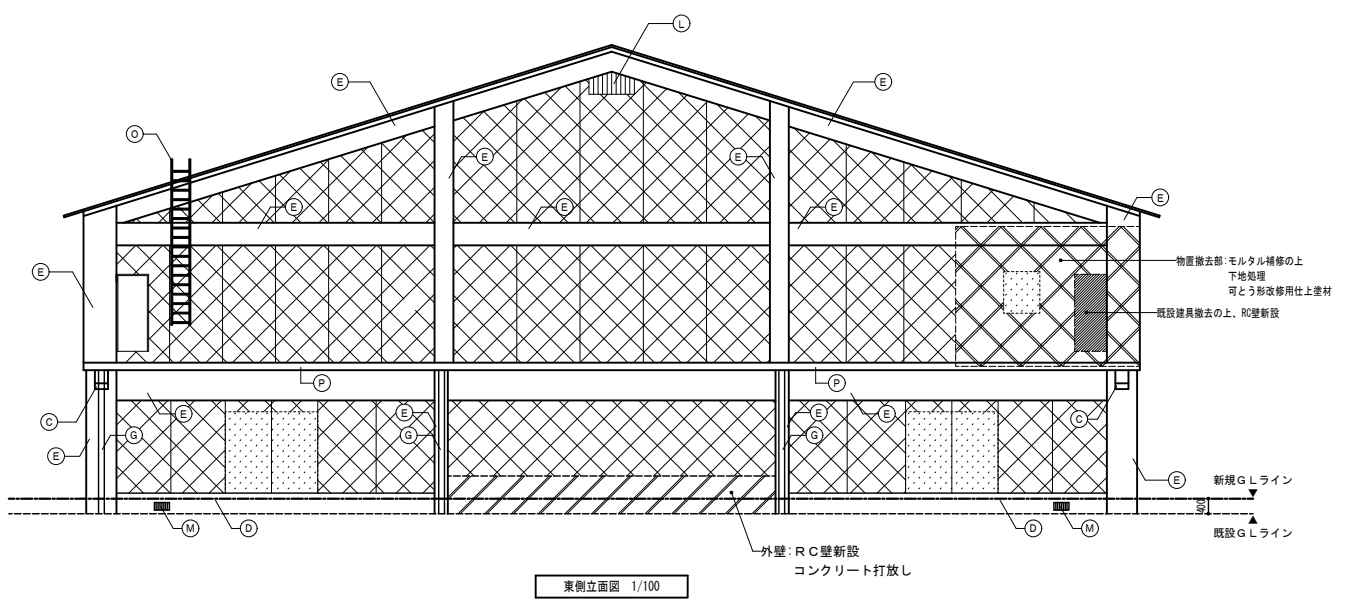 L
E
E
O
E
E
E
E
E
E
E
物置撤去部:モルタル補修の上
下地処理
可とう形改修用仕上塗材
既設建具撤去の上、RC壁新設
P
P
C
E
E
E
E
C
G
G
G
E
E
新規GLライン
400
既設GLライン
M
D
D
M
外壁:RC壁新設
コンクリート打放し
東側立面図 1/100